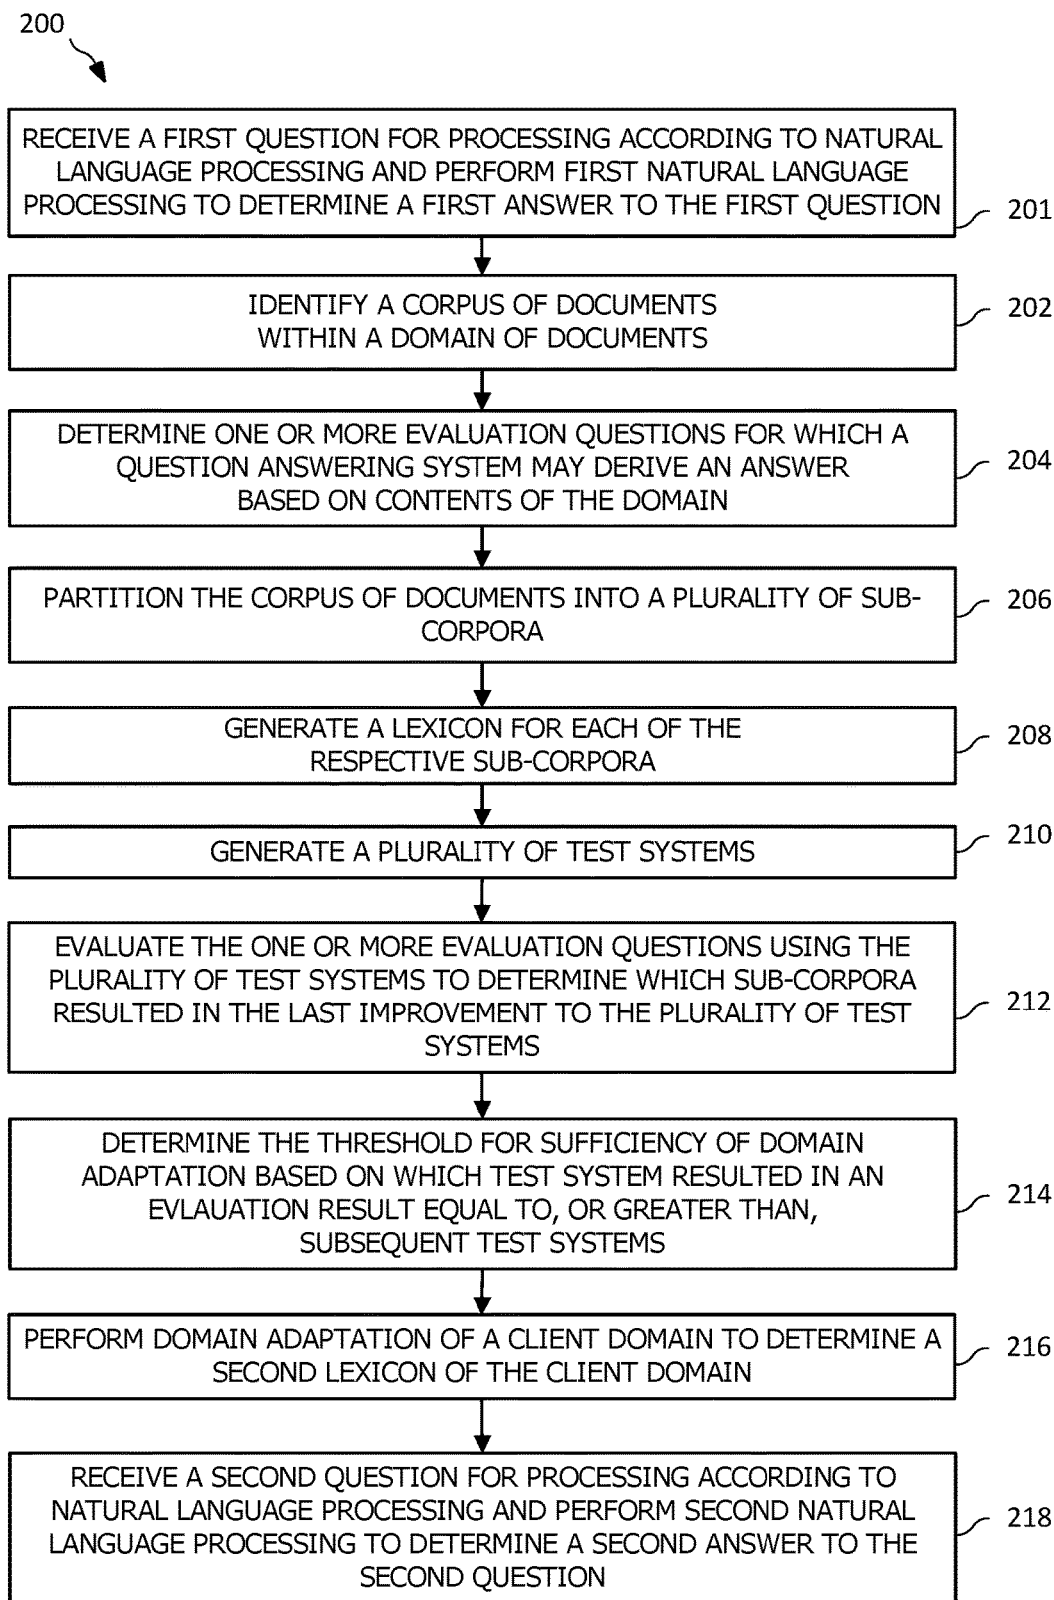 200
RECEIVE A FIRST QUESTION FOR PROCESSING ACCORDING TO NATURAL
LANGUAGE PROCESSING AND PERFORM FIRST NATURAL LANGUAGE
PROCESSING TO DETERMINE A FIRST ANSWER TO THE FIRST QUESTION
201
IDENTIFY A CORPUS OF DOCUMENTS
WITHIN A DOMAIN OF DOCUMENTS
202
DETERMINE ONE OR MORE EVALUATION QUESTIONS FOR WHICH A
QUESTION ANSWERING SYSTEM MAY DERIVE AN ANSWER
BASED ON CONTENTS OF THE DOMAIN
204
PARTITION THE CORPUS OF DOCUMENTS INTO A PLURALITY OF SUB-
CORPORA
206
GENERATE A LEXICON FOR EACH OF THE
RESPECTIVE SUB-CORPORA
208
GENERATE A PLURALITY OF TEST SYSTEMS
210
EVALUATE THE ONE OR MORE EVALUATION QUESTIONS USING THE
PLURALITY OF TEST SYSTEMS TO DETERMINE WHICH SUB-CORPORA
RESULTED IN THE LAST IMPROVEMENT TO THE PLURALITY OF TEST
SYSTEMS
212
DETERMINE THE THRESHOLD FOR SUFFICIENCY OF DOMAIN
ADAPTATION BASED ON WHICH TEST SYSTEM RESULTED IN AN
EVLAUATION RESULT EQUAL TO, OR GREATER THAN,
SUBSEQUENT TEST SYSTEMS
214
PERFORM DOMAIN ADAPTATION OF A CLIENT DOMAIN TO DETERMINE A
SECOND LEXICON OF THE CLIENT DOMAIN
216
RECEIVE A SECOND QUESTION FOR PROCESSING ACCORDING TO
NATURAL LANGUAGE PROCESSING AND PERFORM SECOND NATURAL
LANGUAGE PROCESSING TO DETERMINE A SECOND ANSWER TO THE
SECOND QUESTION
218